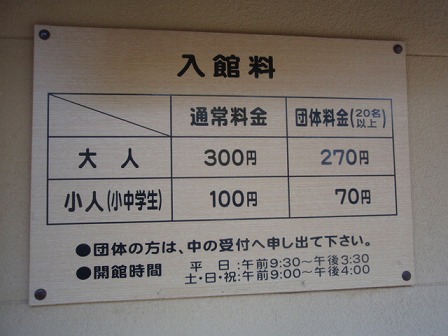 入館料
通常料金 団体料金(20名以上)
大人 300円 270円
小人(小中学生) 100円 70円
●団体の方は、中の受付へ申し出て下さい。
●開館時間 平日:午前9:30～午後3:30
土・日・祝:午前9:00～午後4:00